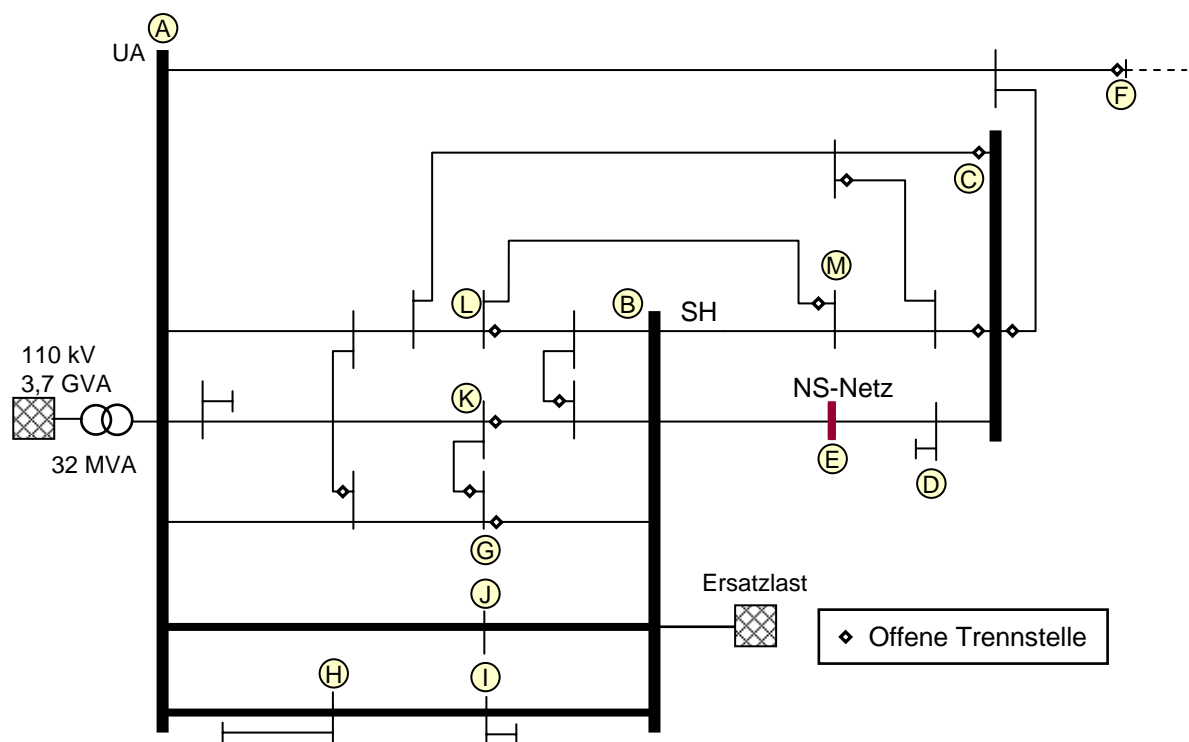 A
UA
F
C
M
L
B
SH
110 kV
3,7 GVA
K
NS-Netz
32 MVA
E
D
G
J
Ersatzlast
Offene Trennstelle
H
I